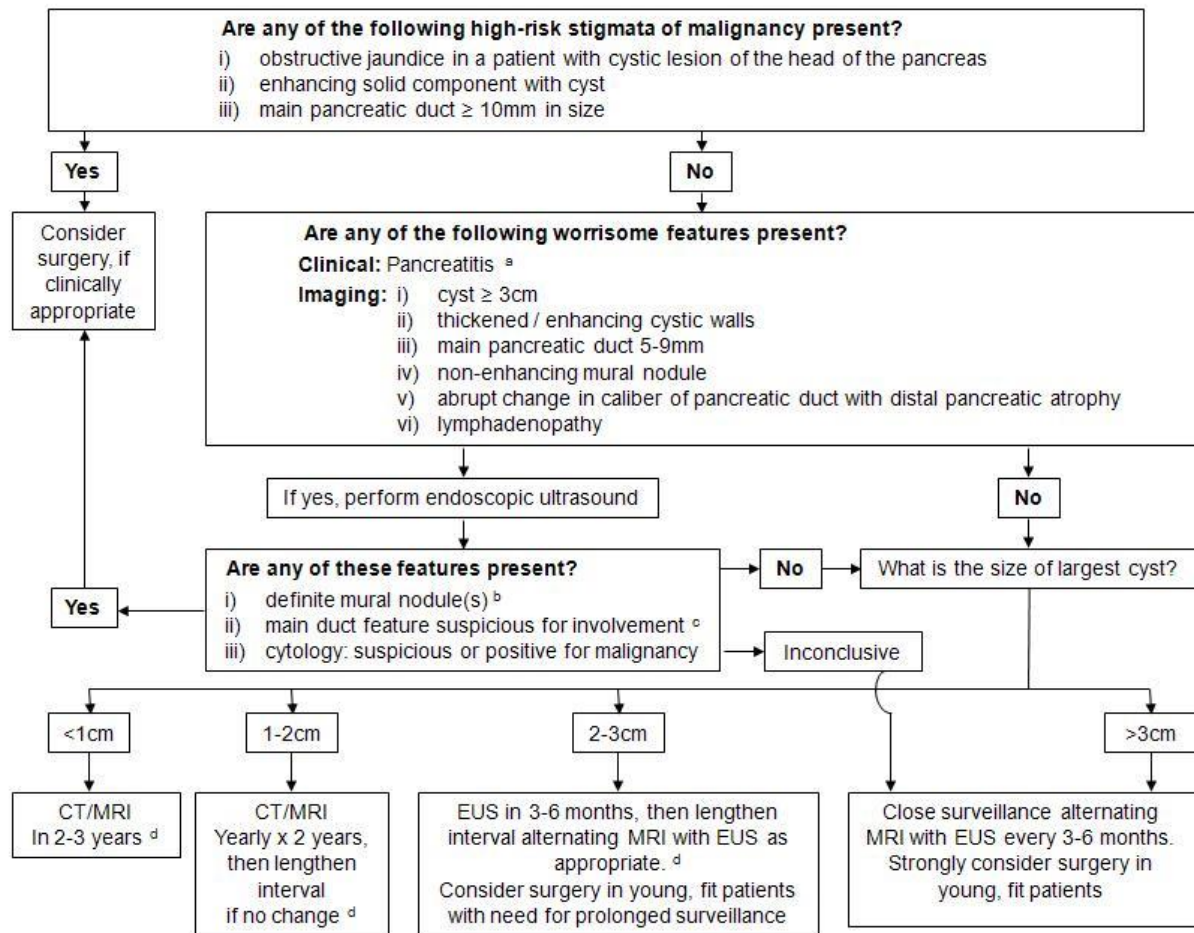 Are any of the following high-risk stigmata of malignancy present?
i) obstructive jaundice in a patient with cystic lesion of the head of the pancreas
ii) enhancing solid component with cyst
iii) main pancreatic duct ≥ 10mm in size
Yes
No
Consider
surgery, if
clinically
appropriate
Are any of the following worrisome features present?
Clinical: Pancreatitis a
Imaging: i) cyst ≥ 3cm
ii) thickened / enhancing cystic walls
iii) main pancreatic duct 5-9mm
iv) non-enhancing mural nodule
v) abrupt change in caliber of pancreatic duct with distal pancreatic atrophy
vi) lymphadenopathy
If yes, perform endoscopic ultrasound
No
Are any of these features present?
i) definite mural nodule(s) b
ii) main duct feature suspicious for involvement c
iii) cytology: suspicious or positive for malignancy
Yes
No
What is the size of largest cyst?
Inconclusive
<1cm
1-2cm
2-3cm
>3cm
CT/MRI
In 2-3 years d
CT/MRI
Yearly x 2 years,
then lengthen
interval
if no change d
EUS in 3-6 months, then lengthen
interval alternating MRI with EUS as
appropriate. d
Consider surgery in young, fit patients
with need for prolonged surveillance
Close surveillance alternating
MRI with EUS every 3-6 months.
Strongly consider surgery in
young, fit patients